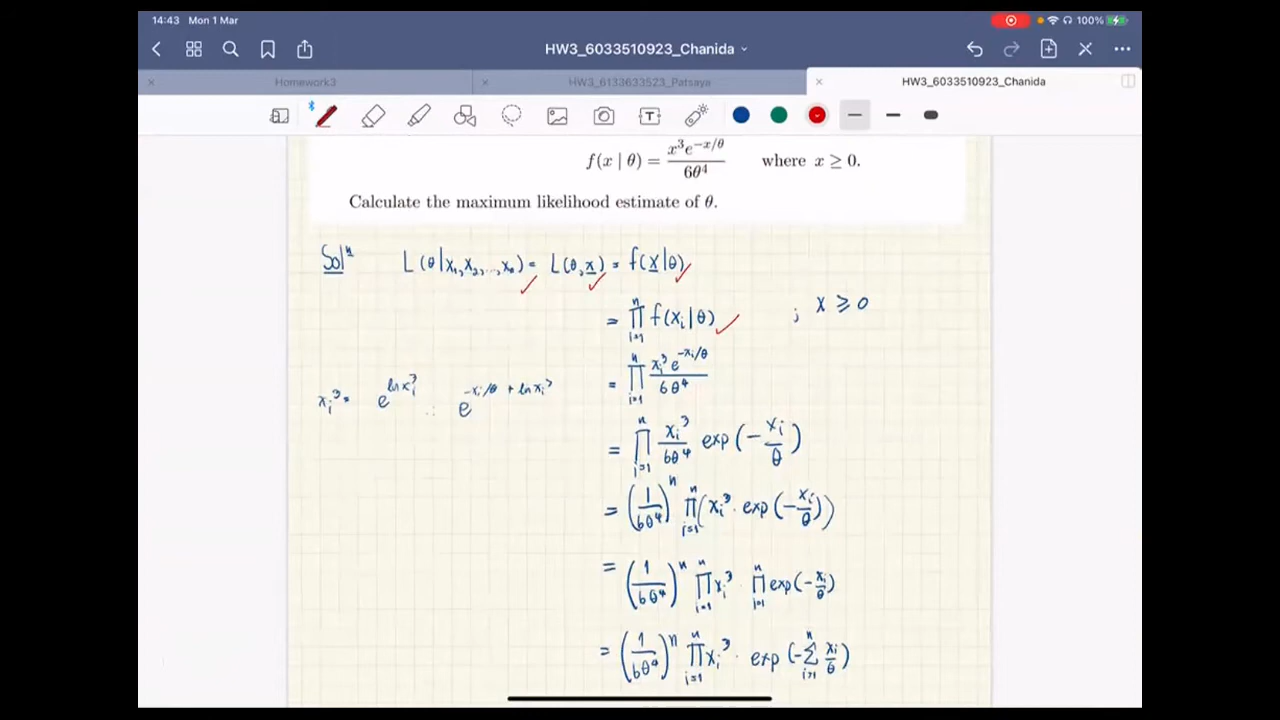 14:43 Mon 1 Mar
100%
HW3_6033510923_Chanida
Homework3
HW3_6133633523_Patsaya
HW3_6033510923_Chanida
f(x | θ) = x³e^{−x/θ} / 6θ⁴ where x ≥ 0.
Calculate the maximum likelihood estimate of θ.
Solⁿ L(θ|x₁,x₂,...,xₙ) = L(θ,x) = f(x|θ)
= ∏_{i=1}^{n} f(xᵢ|θ) ; x ≥ 0
= ∏_{i=1}^{n} xᵢ³ e^{−xᵢ/θ} / 6θ⁴
xᵢ³ = e^{ln xᵢ³} ∴ e^{−xᵢ/θ + ln xᵢ³}
= ∏_{i=1}^{n} xᵢ³/6θ⁴ exp(−xᵢ/θ)
= (1/6θ⁴)ⁿ ∏_{i=1}^{n} (xᵢ³ · exp(−xᵢ/θ))
= (1/6θ⁴)ⁿ ∏_{i=1}^{n} xᵢ³ · ∏_{i=1}^{n} exp(−xᵢ/θ)
= (1/6θ⁴)ⁿ ∏_{i=1}^{n} xᵢ³ · exp(−∑_{i=1}^{n} xᵢ/θ)